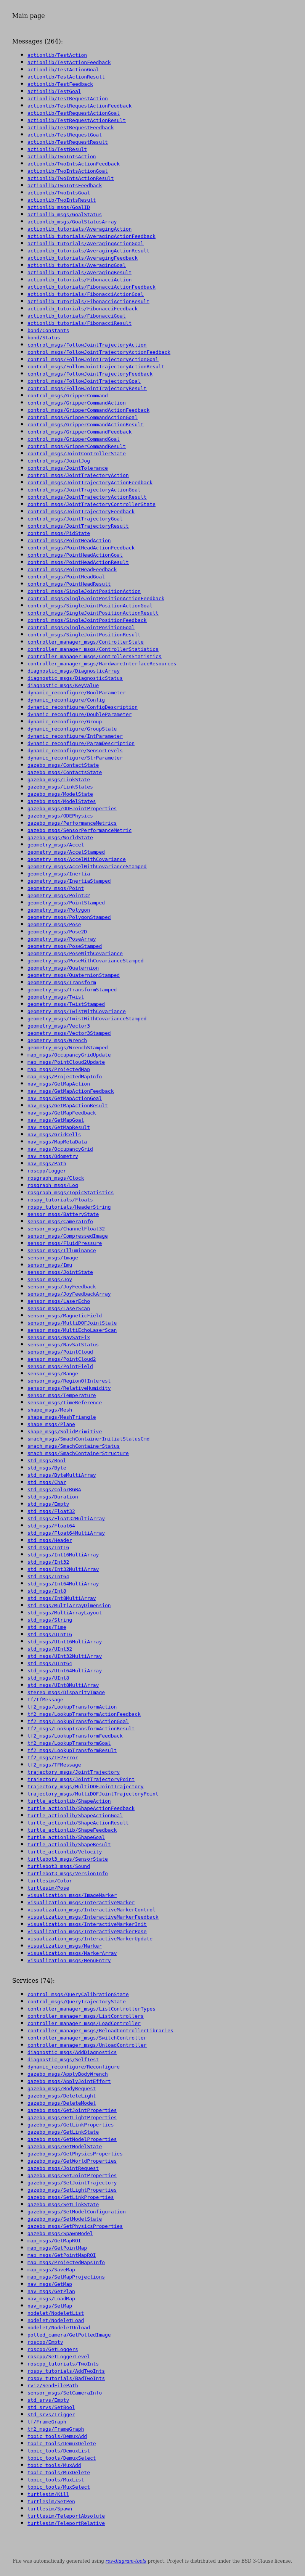 Main page
Messages (264):
actionlib/TestAction
actionlib/TestActionFeedback
actionlib/TestActionGoal
actionlib/TestActionResult
actionlib/TestFeedback
actionlib/TestGoal
actionlib/TestRequestAction
actionlib/TestRequestActionFeedback
actionlib/TestRequestActionGoal
actionlib/TestRequestActionResult
actionlib/TestRequestFeedback
actionlib/TestRequestGoal
actionlib/TestRequestResult
actionlib/TestResult
actionlib/TwoIntsAction
actionlib/TwoIntsActionFeedback
actionlib/TwoIntsActionGoal
actionlib/TwoIntsActionResult
actionlib/TwoIntsFeedback
actionlib/TwoIntsGoal
actionlib/TwoIntsResult
actionlib_msgs/GoalID
actionlib_msgs/GoalStatus
actionlib_msgs/GoalStatusArray
actionlib_tutorials/AveragingAction
actionlib_tutorials/AveragingActionFeedback
actionlib_tutorials/AveragingActionGoal
actionlib_tutorials/AveragingActionResult
actionlib_tutorials/AveragingFeedback
actionlib_tutorials/AveragingGoal
actionlib_tutorials/AveragingResult
actionlib_tutorials/FibonacciAction
actionlib_tutorials/FibonacciActionFeedback
actionlib_tutorials/FibonacciActionGoal
actionlib_tutorials/FibonacciActionResult
actionlib_tutorials/FibonacciFeedback
actionlib_tutorials/FibonacciGoal
actionlib_tutorials/FibonacciResult
bond/Constants
bond/Status
control_msgs/FollowJointTrajectoryAction
control_msgs/FollowJointTrajectoryActionFeedback
control_msgs/FollowJointTrajectoryActionGoal
control_msgs/FollowJointTrajectoryActionResult
control_msgs/FollowJointTrajectoryFeedback
control_msgs/FollowJointTrajectoryGoal
control_msgs/FollowJointTrajectoryResult
control_msgs/GripperCommand
control_msgs/GripperCommandAction
control_msgs/GripperCommandActionFeedback
control_msgs/GripperCommandActionGoal
control_msgs/GripperCommandActionResult
control_msgs/GripperCommandFeedback
control_msgs/GripperCommandGoal
control_msgs/GripperCommandResult
control_msgs/JointControllerState
control_msgs/JointJog
control_msgs/JointTolerance
control_msgs/JointTrajectoryAction
control_msgs/JointTrajectoryActionFeedback
control_msgs/JointTrajectoryActionGoal
control_msgs/JointTrajectoryActionResult
control_msgs/JointTrajectoryControllerState
control_msgs/JointTrajectoryFeedback
control_msgs/JointTrajectoryGoal
control_msgs/JointTrajectoryResult
control_msgs/PidState
control_msgs/PointHeadAction
control_msgs/PointHeadActionFeedback
control_msgs/PointHeadActionGoal
control_msgs/PointHeadActionResult
control_msgs/PointHeadFeedback
control_msgs/PointHeadGoal
control_msgs/PointHeadResult
control_msgs/SingleJointPositionAction
control_msgs/SingleJointPositionActionFeedback
control_msgs/SingleJointPositionActionGoal
control_msgs/SingleJointPositionActionResult
control_msgs/SingleJointPositionFeedback
control_msgs/SingleJointPositionGoal
control_msgs/SingleJointPositionResult
controller_manager_msgs/ControllerState
controller_manager_msgs/ControllerStatistics
controller_manager_msgs/ControllersStatistics
controller_manager_msgs/HardwareInterfaceResources
diagnostic_msgs/DiagnosticArray
diagnostic_msgs/DiagnosticStatus
diagnostic_msgs/KeyValue
dynamic_reconfigure/BoolParameter
dynamic_reconfigure/Config
dynamic_reconfigure/ConfigDescription
dynamic_reconfigure/DoubleParameter
dynamic_reconfigure/Group
dynamic_reconfigure/GroupState
dynamic_reconfigure/IntParameter
dynamic_reconfigure/ParamDescription
dynamic_reconfigure/SensorLevels
dynamic_reconfigure/StrParameter
gazebo_msgs/ContactState
gazebo_msgs/ContactsState
gazebo_msgs/LinkState
gazebo_msgs/LinkStates
gazebo_msgs/ModelState
gazebo_msgs/ModelStates
gazebo_msgs/ODEJointProperties
gazebo_msgs/ODEPhysics
gazebo_msgs/PerformanceMetrics
gazebo_msgs/SensorPerformanceMetric
gazebo_msgs/WorldState
geometry_msgs/Accel
geometry_msgs/AccelStamped
geometry_msgs/AccelWithCovariance
geometry_msgs/AccelWithCovarianceStamped
geometry_msgs/Inertia
geometry_msgs/InertiaStamped
geometry_msgs/Point
geometry_msgs/Point32
geometry_msgs/PointStamped
geometry_msgs/Polygon
geometry_msgs/PolygonStamped
geometry_msgs/Pose
geometry_msgs/Pose2D
geometry_msgs/PoseArray
geometry_msgs/PoseStamped
geometry_msgs/PoseWithCovariance
geometry_msgs/PoseWithCovarianceStamped
geometry_msgs/Quaternion
geometry_msgs/QuaternionStamped
geometry_msgs/Transform
geometry_msgs/TransformStamped
geometry_msgs/Twist
geometry_msgs/TwistStamped
geometry_msgs/TwistWithCovariance
geometry_msgs/TwistWithCovarianceStamped
geometry_msgs/Vector3
geometry_msgs/Vector3Stamped
geometry_msgs/Wrench
geometry_msgs/WrenchStamped
map_msgs/OccupancyGridUpdate
map_msgs/PointCloud2Update
map_msgs/ProjectedMap
map_msgs/ProjectedMapInfo
nav_msgs/GetMapAction
nav_msgs/GetMapActionFeedback
nav_msgs/GetMapActionGoal
nav_msgs/GetMapActionResult
nav_msgs/GetMapFeedback
nav_msgs/GetMapGoal
nav_msgs/GetMapResult
nav_msgs/GridCells
nav_msgs/MapMetaData
nav_msgs/OccupancyGrid
nav_msgs/Odometry
nav_msgs/Path
roscpp/Logger
rosgraph_msgs/Clock
rosgraph_msgs/Log
rosgraph_msgs/TopicStatistics
rospy_tutorials/Floats
rospy_tutorials/HeaderString
sensor_msgs/BatteryState
sensor_msgs/CameraInfo
sensor_msgs/ChannelFloat32
sensor_msgs/CompressedImage
sensor_msgs/FluidPressure
sensor_msgs/Illuminance
sensor_msgs/Image
sensor_msgs/Imu
sensor_msgs/JointState
sensor_msgs/Joy
sensor_msgs/JoyFeedback
sensor_msgs/JoyFeedbackArray
sensor_msgs/LaserEcho
sensor_msgs/LaserScan
sensor_msgs/MagneticField
sensor_msgs/MultiDOFJointState
sensor_msgs/MultiEchoLaserScan
sensor_msgs/NavSatFix
sensor_msgs/NavSatStatus
sensor_msgs/PointCloud
sensor_msgs/PointCloud2
sensor_msgs/PointField
sensor_msgs/Range
sensor_msgs/RegionOfInterest
sensor_msgs/RelativeHumidity
sensor_msgs/Temperature
sensor_msgs/TimeReference
shape_msgs/Mesh
shape_msgs/MeshTriangle
shape_msgs/Plane
shape_msgs/SolidPrimitive
smach_msgs/SmachContainerInitialStatusCmd
smach_msgs/SmachContainerStatus
smach_msgs/SmachContainerStructure
std_msgs/Bool
std_msgs/Byte
std_msgs/ByteMultiArray
std_msgs/Char
std_msgs/ColorRGBA
std_msgs/Duration
std_msgs/Empty
std_msgs/Float32
std_msgs/Float32MultiArray
std_msgs/Float64
std_msgs/Float64MultiArray
std_msgs/Header
std_msgs/Int16
std_msgs/Int16MultiArray
std_msgs/Int32
std_msgs/Int32MultiArray
std_msgs/Int64
std_msgs/Int64MultiArray
std_msgs/Int8
std_msgs/Int8MultiArray
std_msgs/MultiArrayDimension
std_msgs/MultiArrayLayout
std_msgs/String
std_msgs/Time
std_msgs/UInt16
std_msgs/UInt16MultiArray
std_msgs/UInt32
std_msgs/UInt32MultiArray
std_msgs/UInt64
std_msgs/UInt64MultiArray
std_msgs/UInt8
std_msgs/UInt8MultiArray
stereo_msgs/DisparityImage
tf/tfMessage
tf2_msgs/LookupTransformAction
tf2_msgs/LookupTransformActionFeedback
tf2_msgs/LookupTransformActionGoal
tf2_msgs/LookupTransformActionResult
tf2_msgs/LookupTransformFeedback
tf2_msgs/LookupTransformGoal
tf2_msgs/LookupTransformResult
tf2_msgs/TF2Error
tf2_msgs/TFMessage
trajectory_msgs/JointTrajectory
trajectory_msgs/JointTrajectoryPoint
trajectory_msgs/MultiDOFJointTrajectory
trajectory_msgs/MultiDOFJointTrajectoryPoint
turtle_actionlib/ShapeAction
turtle_actionlib/ShapeActionFeedback
turtle_actionlib/ShapeActionGoal
turtle_actionlib/ShapeActionResult
turtle_actionlib/ShapeFeedback
turtle_actionlib/ShapeGoal
turtle_actionlib/ShapeResult
turtle_actionlib/Velocity
turtlebot3_msgs/SensorState
turtlebot3_msgs/Sound
turtlebot3_msgs/VersionInfo
turtlesim/Color
turtlesim/Pose
visualization_msgs/ImageMarker
visualization_msgs/InteractiveMarker
visualization_msgs/InteractiveMarkerControl
visualization_msgs/InteractiveMarkerFeedback
visualization_msgs/InteractiveMarkerInit
visualization_msgs/InteractiveMarkerPose
visualization_msgs/InteractiveMarkerUpdate
visualization_msgs/Marker
visualization_msgs/MarkerArray
visualization_msgs/MenuEntry
Services (74):
control_msgs/QueryCalibrationState
control_msgs/QueryTrajectoryState
controller_manager_msgs/ListControllerTypes
controller_manager_msgs/ListControllers
controller_manager_msgs/LoadController
controller_manager_msgs/ReloadControllerLibraries
controller_manager_msgs/SwitchController
controller_manager_msgs/UnloadController
diagnostic_msgs/AddDiagnostics
diagnostic_msgs/SelfTest
dynamic_reconfigure/Reconfigure
gazebo_msgs/ApplyBodyWrench
gazebo_msgs/ApplyJointEffort
gazebo_msgs/BodyRequest
gazebo_msgs/DeleteLight
gazebo_msgs/DeleteModel
gazebo_msgs/GetJointProperties
gazebo_msgs/GetLightProperties
gazebo_msgs/GetLinkProperties
gazebo_msgs/GetLinkState
gazebo_msgs/GetModelProperties
gazebo_msgs/GetModelState
gazebo_msgs/GetPhysicsProperties
gazebo_msgs/GetWorldProperties
gazebo_msgs/JointRequest
gazebo_msgs/SetJointProperties
gazebo_msgs/SetJointTrajectory
gazebo_msgs/SetLightProperties
gazebo_msgs/SetLinkProperties
gazebo_msgs/SetLinkState
gazebo_msgs/SetModelConfiguration
gazebo_msgs/SetModelState
gazebo_msgs/SetPhysicsProperties
gazebo_msgs/SpawnModel
map_msgs/GetMapROI
map_msgs/GetPointMap
map_msgs/GetPointMapROI
map_msgs/ProjectedMapsInfo
map_msgs/SaveMap
map_msgs/SetMapProjections
nav_msgs/GetMap
nav_msgs/GetPlan
nav_msgs/LoadMap
nav_msgs/SetMap
nodelet/NodeletList
nodelet/NodeletLoad
nodelet/NodeletUnload
polled_camera/GetPolledImage
roscpp/Empty
roscpp/GetLoggers
roscpp/SetLoggerLevel
roscpp_tutorials/TwoInts
rospy_tutorials/AddTwoInts
rospy_tutorials/BadTwoInts
rviz/SendFilePath
sensor_msgs/SetCameraInfo
std_srvs/Empty
std_srvs/SetBool
std_srvs/Trigger
tf/FrameGraph
tf2_msgs/FrameGraph
topic_tools/DemuxAdd
topic_tools/DemuxDelete
topic_tools/DemuxList
topic_tools/DemuxSelect
topic_tools/MuxAdd
topic_tools/MuxDelete
topic_tools/MuxList
topic_tools/MuxSelect
turtlesim/Kill
turtlesim/SetPen
turtlesim/Spawn
turtlesim/TeleportAbsolute
turtlesim/TeleportRelative
File was automatically generated using ros-diagram-tools project. Project is distributed under the BSD 3-Clause license.